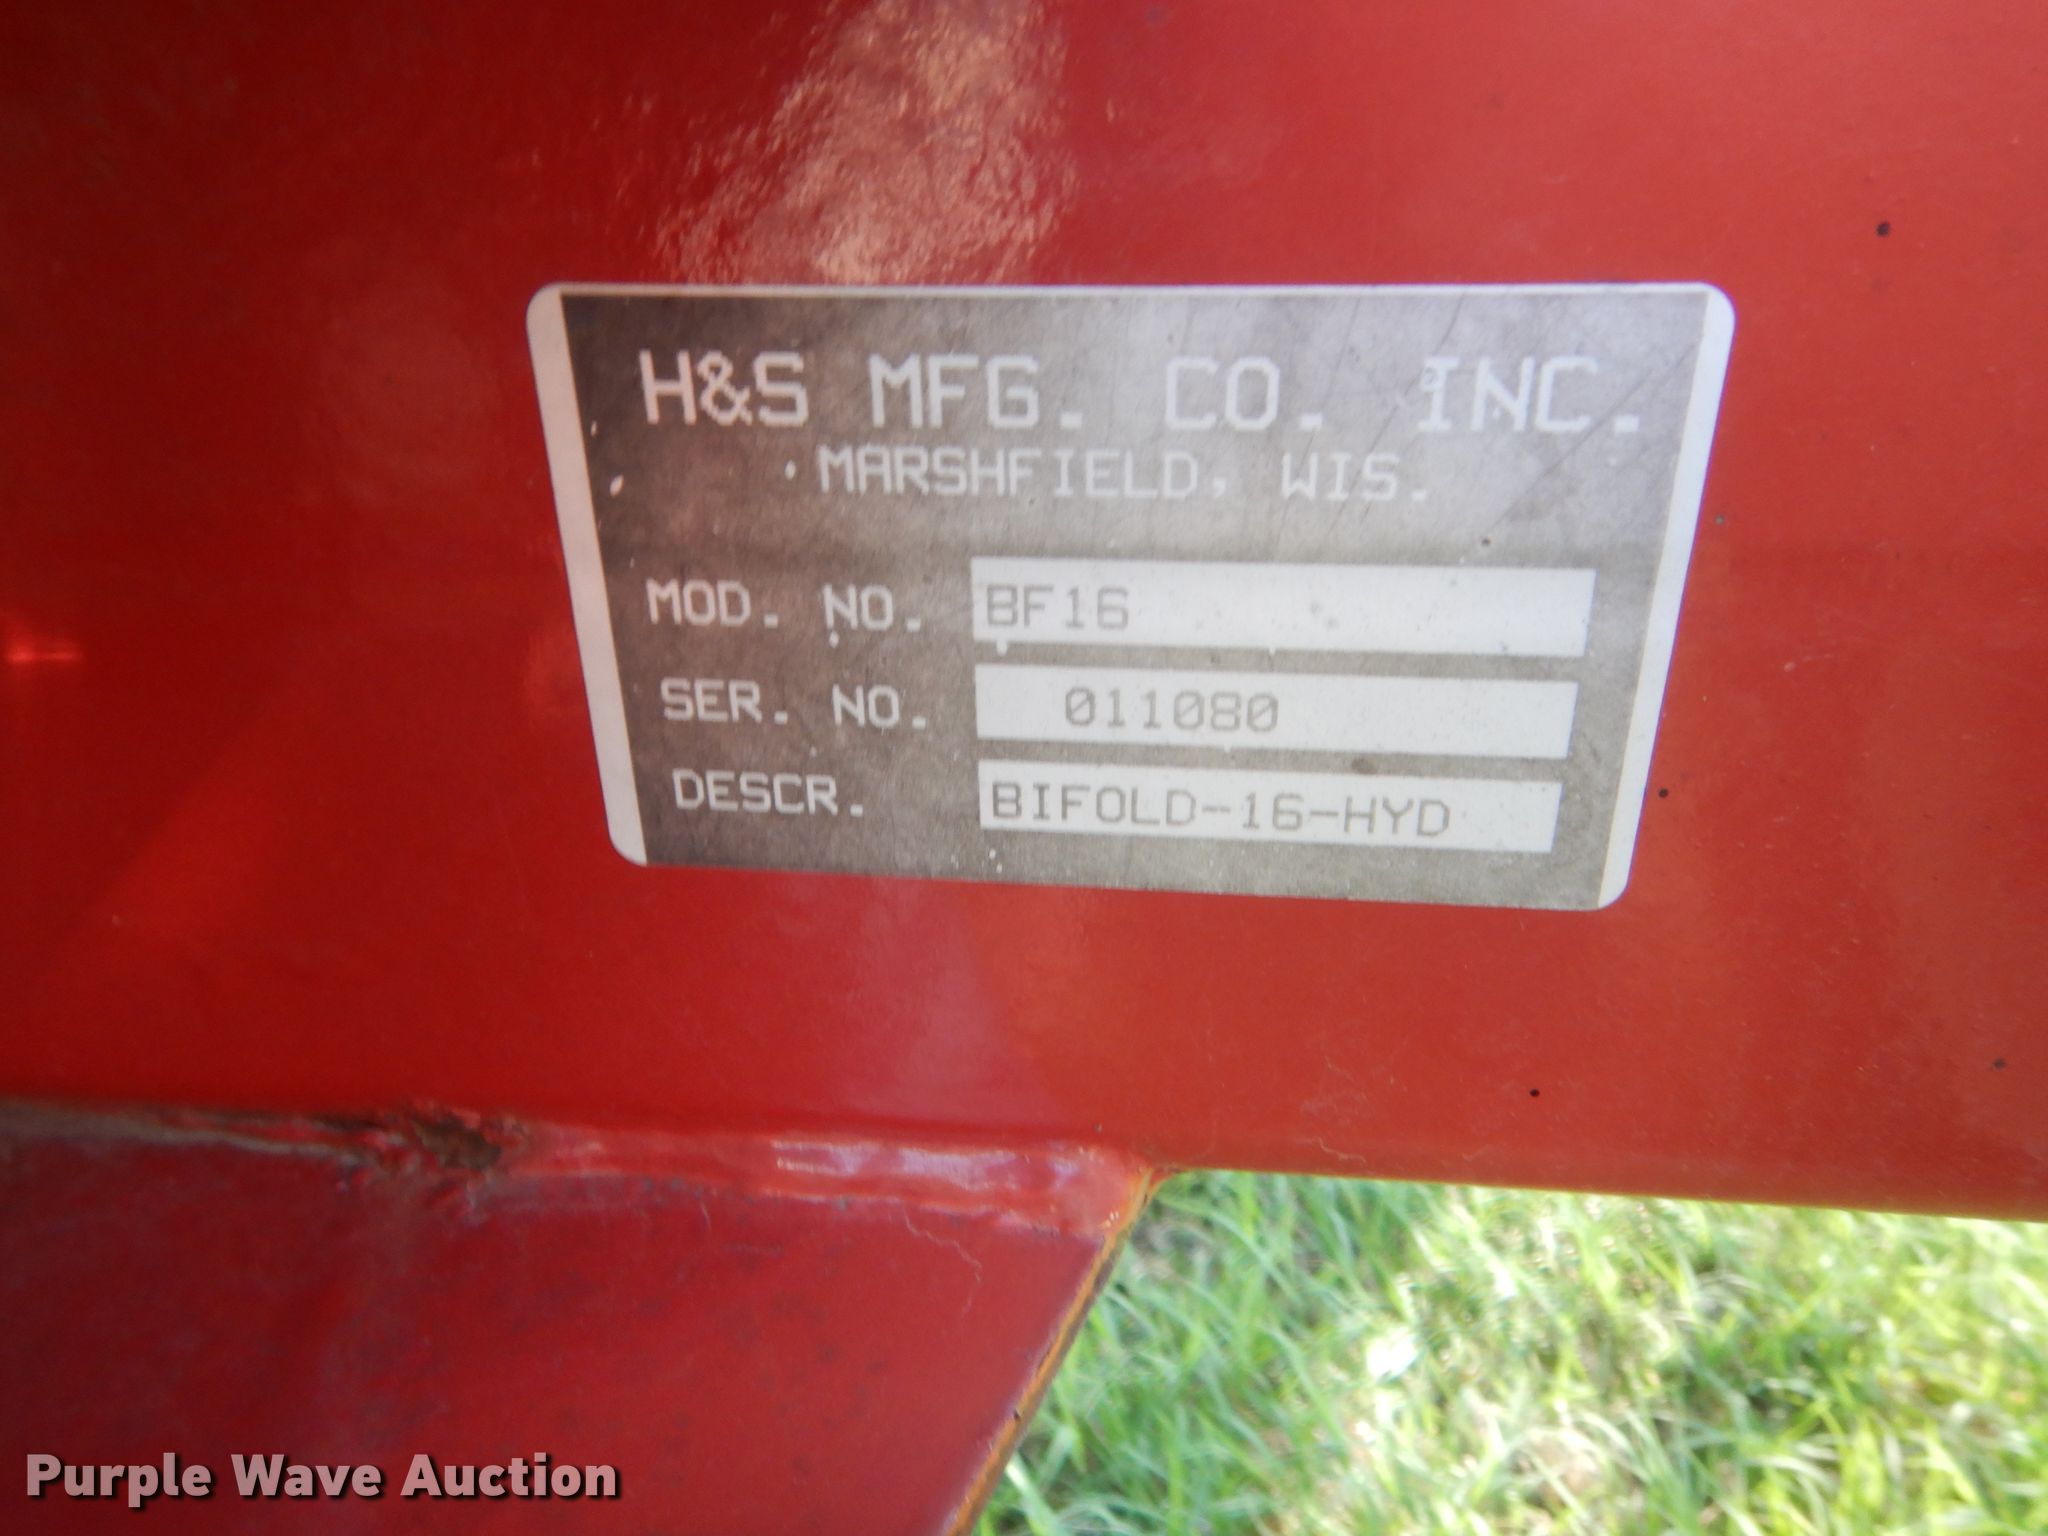 H&S MFG. CO. INC.
MARSHFIELD, WIS.
MOD. NO. BF16
SER. NO. 011080
DESCR. BIFOLD-16-HYD
Purple Wave Auction